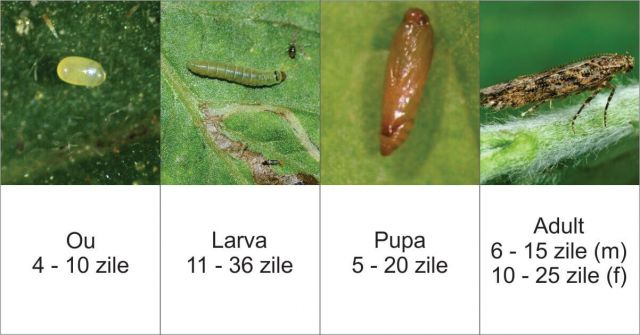 Ou
4 - 10 zile
Larva
11 - 36 zile
Pupa
5 - 20 zile
Adult
6 - 15 zile (m)
10 - 25 zile (f)